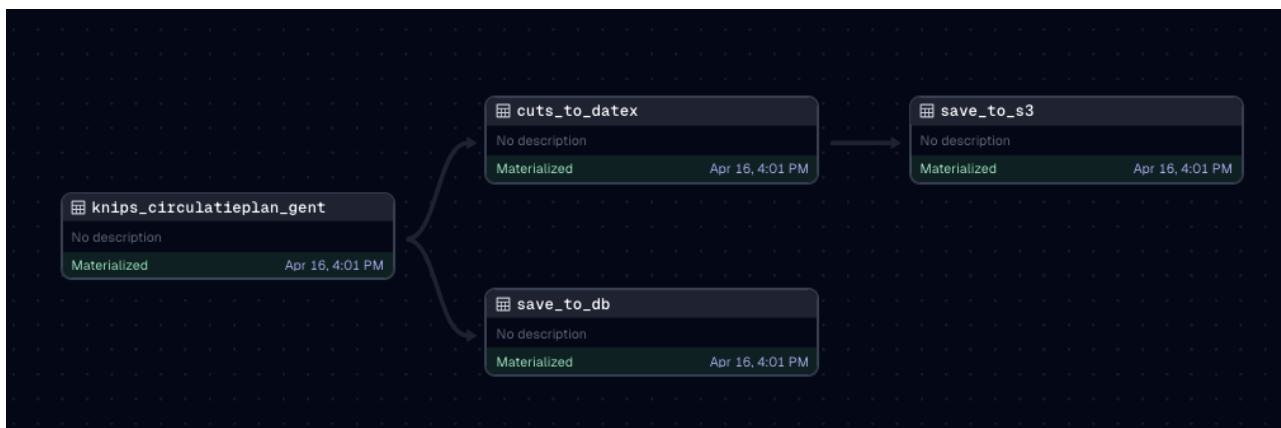 cuts_to_datex
No description
Materialized Apr 16, 4:01 PM
save_to_s3
No description
Materialized Apr 16, 4:01 PM
knips_circulatieplan_gent
No description
Materialized Apr 16, 4:01 PM
save_to_db
No description
Materialized Apr 16, 4:01 PM